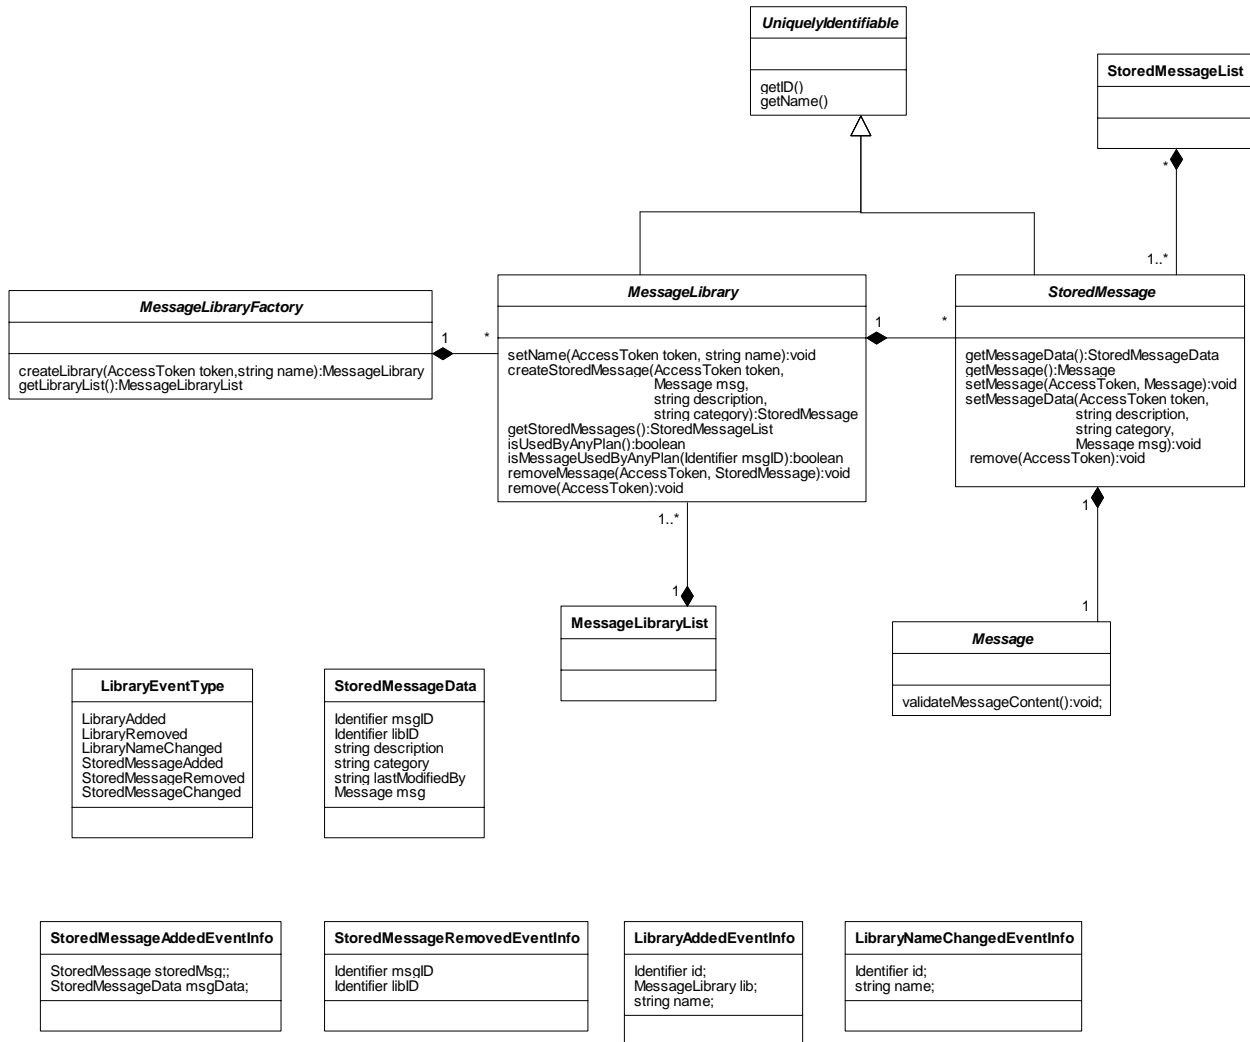 UniquelyIdentifiable
getID()
getName()
StoredMessageList
*
1..*
MessageLibraryFactory
createLibrary(AccessToken token,string name):MessageLibrary
getLibraryList():MessageLibraryList
1
*
MessageLibrary
setName(AccessToken token, string name):void
createStoredMessage(AccessToken token,
Message msg,
string description,
string category):StoredMessage
getStoredMessages():StoredMessageList
isUsedByAnyPlan():boolean
isMessageUsedByAnyPlan(Identifier msgID):boolean
removeMessage(AccessToken, StoredMessage):void
remove(AccessToken):void
1
*
StoredMessage
getMessageData():StoredMessageData
getMessage():Message
setMessage(AccessToken, Message):void
setMessageData(AccessToken token,
string description,
string category,
Message msg):void
remove(AccessToken):void
1..*
1
MessageLibraryList
1
1
Message
validateMessageContent():void;
LibraryEventType
LibraryAdded
LibraryRemoved
LibraryNameChanged
StoredMessageAdded
StoredMessageRemoved
StoredMessageChanged
StoredMessageData
Identifier msgID
Identifier libID
string description
string category
string lastModifiedBy
Message msg
StoredMessageAddedEventInfo
StoredMessage storedMsg;;
StoredMessageData msgData;
StoredMessageRemovedEventInfo
Identifier msgID
Identifier libID
LibraryAddedEventInfo
Identifier id;
MessageLibrary lib;
string name;
LibraryNameChangedEventInfo
Identifier id;
string name;